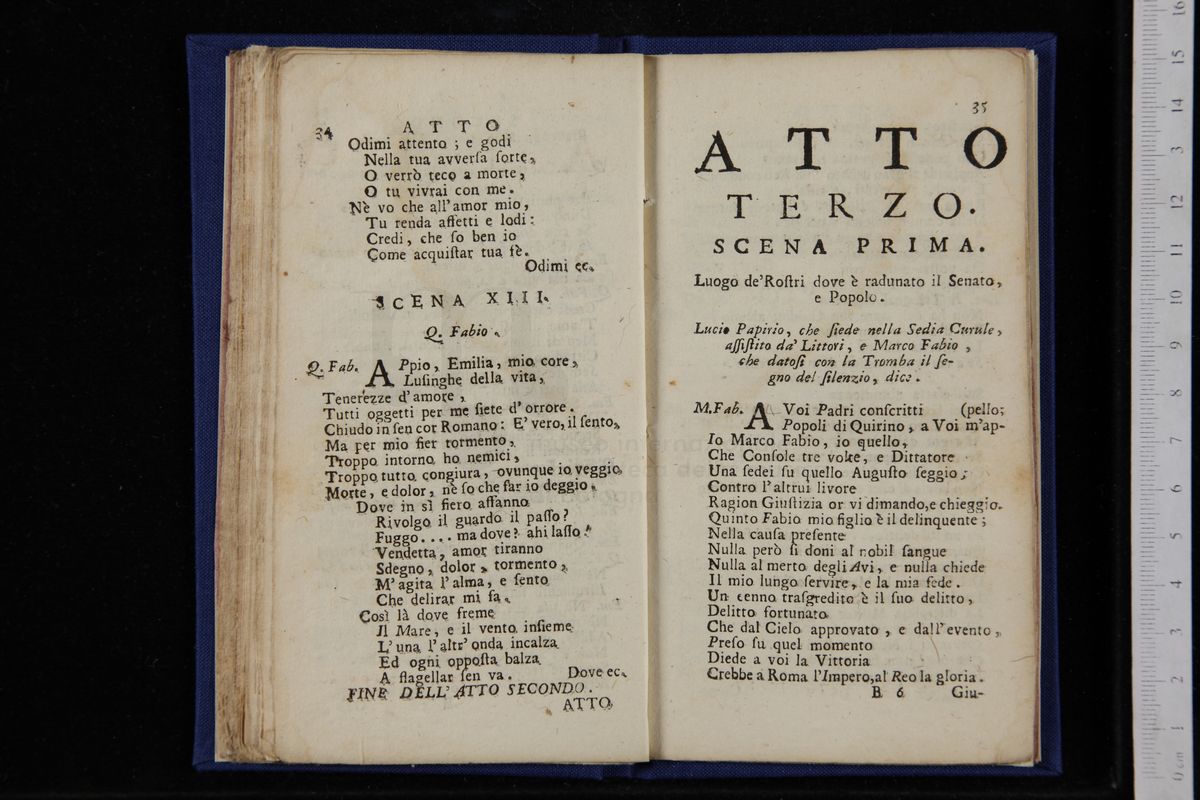 34
ATTO
Odimi attento ; e godi
Nella tua avverſa ſorte,
O verrò teco a morte,
O tu vivrai con me.
Nè vo che all'amor mio,
Tu renda affetti e lodi:
Credi, che ſo ben io
Come acquiſtar tua fè.
Odimi ec.
SCENA XIII.
Q. Fabio.
Q. Fab. APpio, Emilia, mio core,
Luſinghe della vita,
Tenerezze d'amore,
Tutti oggetti per me ſiete d'orrore.
Chiudo in ſen cor Romano: E' vero, il ſento,
Ma per mio fier tormento,
Troppo intorno ho nemici,
Troppo tutto congiura, ovunque io veggio,
Morte, e dolor, nè ſo che far io deggio.
Dove in sì fiero affanno
Rivolgo il guardo il paſſo?
Fuggo.... ma dove? ahi laſſo!
Vendetta, amor tiranno
Sdegno, dolor, tormento,
M'agita l'alma, e ſento
Che delirar mi fa.
Così là dove freme
Il Mare, e il vento inſieme
L'una l'altr'onda incalza
Ed ogni oppoſta balza
A flagellar ſen va. Dove ec.
FINE DELL'ATTO SECONDO.
ATTO
35
ATTO
TERZO.
SCENA PRIMA.
Luogo de'Roſtri dove è radunato il Senato,
e Popolo.
Lucio Papirio, che ſiede nella Sedia Curule,
aſſiſtito da' Littori, e Marco Fabio,
che datoſi con la Tromba il ſe-
gno del ſilenzio, dice.
M.Fab. A Voi Padri conſcritti (pello;
Popoli di Quirino, a Voi m'ap-
Io Marco Fabio, io quello,
Che Conſole tre volte, e Dittatore
Una ſedei ſu quello Auguſto ſeggio;
Contro l'altrui livore
Ragion Giuſtizia or vi dimando, e chieggio.
Quinto Fabio mio figlio è il delinquente;
Nella cauſa preſente
Nulla però ſi doni al nobil ſangue
Nulla al merto degli Avi, e nulla chiede
Il mio lungo ſervire, e la mia fede.
Un cenno traſgredito è il ſuo delitto,
Delitto fortunato
Che dal Cielo approvato, e dall'evento,
Preſo ſu quel momento
Diede a voi la Vittoria
Crebbe a Roma l'Impero, al Reo la gloria.
B 6 Giu-